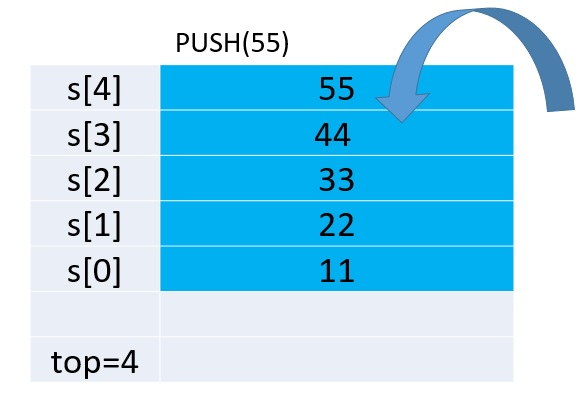 PUSH(55)
s[4] 55
s[3] 44
s[2] 33
s[1] 22
s[0] 11
top=4